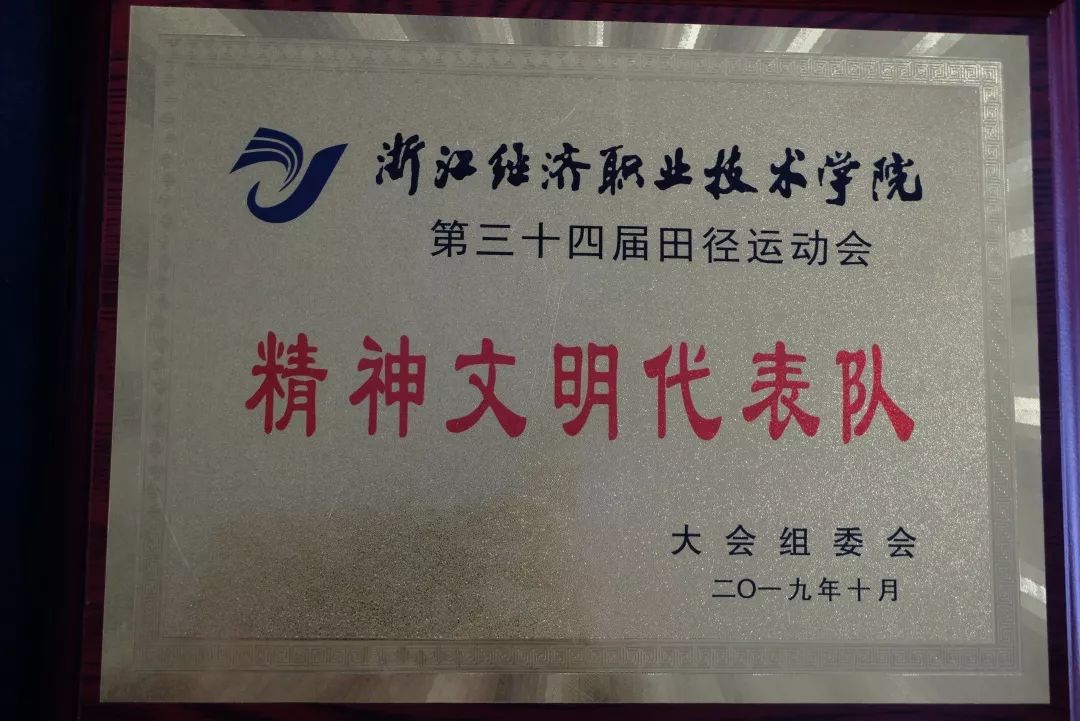 浙江经济职业技术学院
第三十四届田径运动会
精神文明代表队
大会组委会
二〇一九年十月